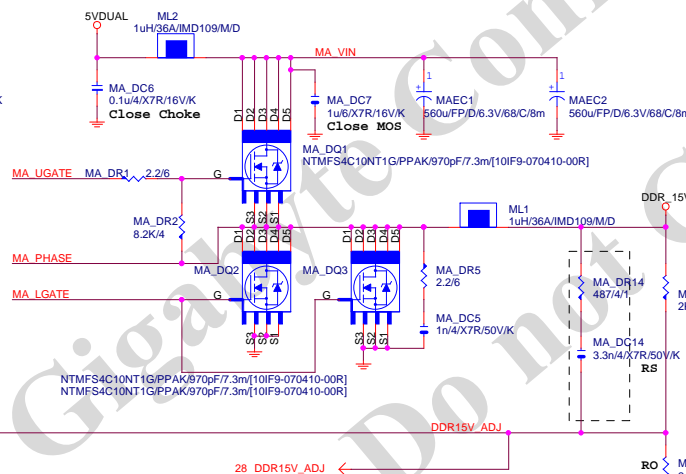 5VDUAL
ML2
1uH/36A/IMD109/M/D
MA_VIN
MA_DC6
0.1u/4/X7R/16V/K
Close Choke
D1 D2 D3 D4 D5
MA_DC7
1u/6/X7R/16V/K
Close MOS
+ 1
MAEC1
560u/FP/D/6.3V/68/C/8m
+ 1
MAEC2
560u/FP/D/6.3V/68/C/8m
MA_DQ1
NTMFS4C10NT1G/PPAK/970pF/7.3m/[10IF9-070410-00R]
MA_UGATE
MA_DR1 2.2/6
G
S3 S2 S1
MA_DR2
8.2K/4
MA_PHASE
D1 D2 D3 D4 D5
D1 D2 D3 D4 D5
ML1
1uH/36A/IMD109/M/D
DDR_15V
MA_DQ2
MA_DQ3
MA_DR5
2.2/6
MA_DR14
487/4/1
MA_LGATE
G
G
MA_DC5
1n/4/X7R/50V/K
MA_DC14
3.3n/4/X7R/50V/K
RS
S3 S2 S1
S3 S2 S1
NTMFS4C10NT1G/PPAK/970pF/7.3m/[10IF9-070410-00R]
NTMFS4C10NT1G/PPAK/970pF/7.3m/[10IF9-070410-00R]
DDR15V_ADJ
28 DDR15V_ADJ
RO
Gigabyte Com
Do not C